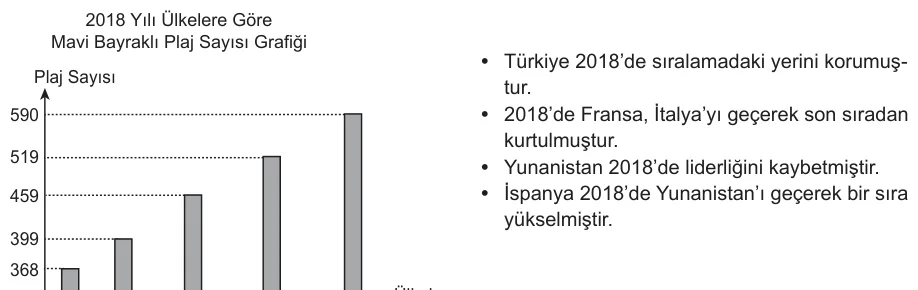 2018 Yılı Ülkelere Göre
Mavi Bayraklı Plaj Sayısı Grafiği
Plaj Sayısı
590
519
459
399
368
• Türkiye 2018’de sıralamadaki yerini korumuş-
tur.
• 2018’de Fransa, İtalya’yı geçerek son sıradan
kurtulmuştur.
• Yunanistan 2018’de liderliğini kaybetmiştir.
• İspanya 2018’de Yunanistan’ı geçerek bir sıra
yükselmiştir.